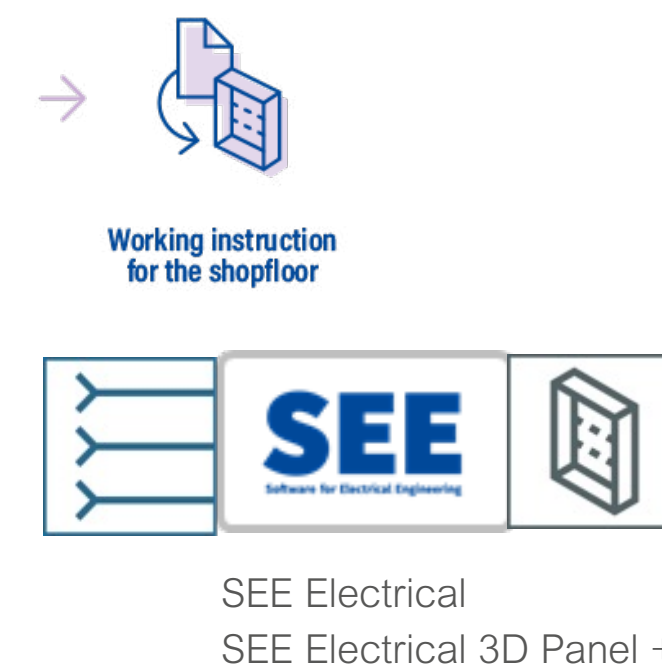 Working instruction
for the shopfloor
SEE
Software for Electrical Engineering
SEE Electrical
SEE Electrical 3D Panel